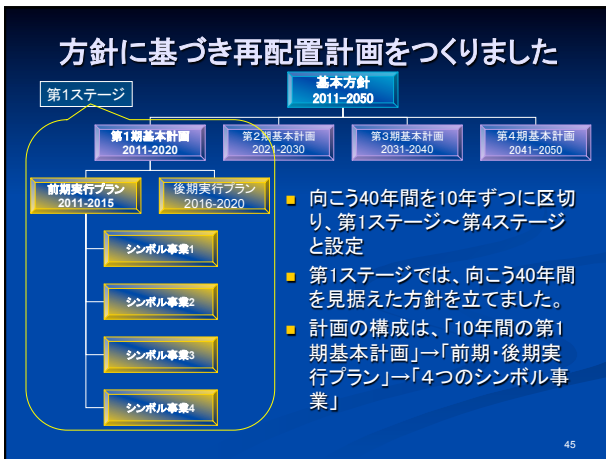 方針に基づき再配置計画をつくりました
基本方針
2011-2050
第1ステージ
第1期基本計画
2011-2020
第2期基本計画
2021-2030
第3期基本計画
2031-2040
第4期基本計画
2041-2050
前期実行プラン
2011-2015
後期実行プラン
2016-2020
シンボル事業1
シンボル事業2
シンボル事業3
シンボル事業4
向こう40年間を10年ずつに区切
り、第1ステージ～第4ステージ
と設定
第1ステージでは、向こう40年間
を見据えた方針を立てました。
計画の構成は、「10年間の第1
期基本計画」→「前期・後期実
行プラン」→「４つのシンボル事
業」
45